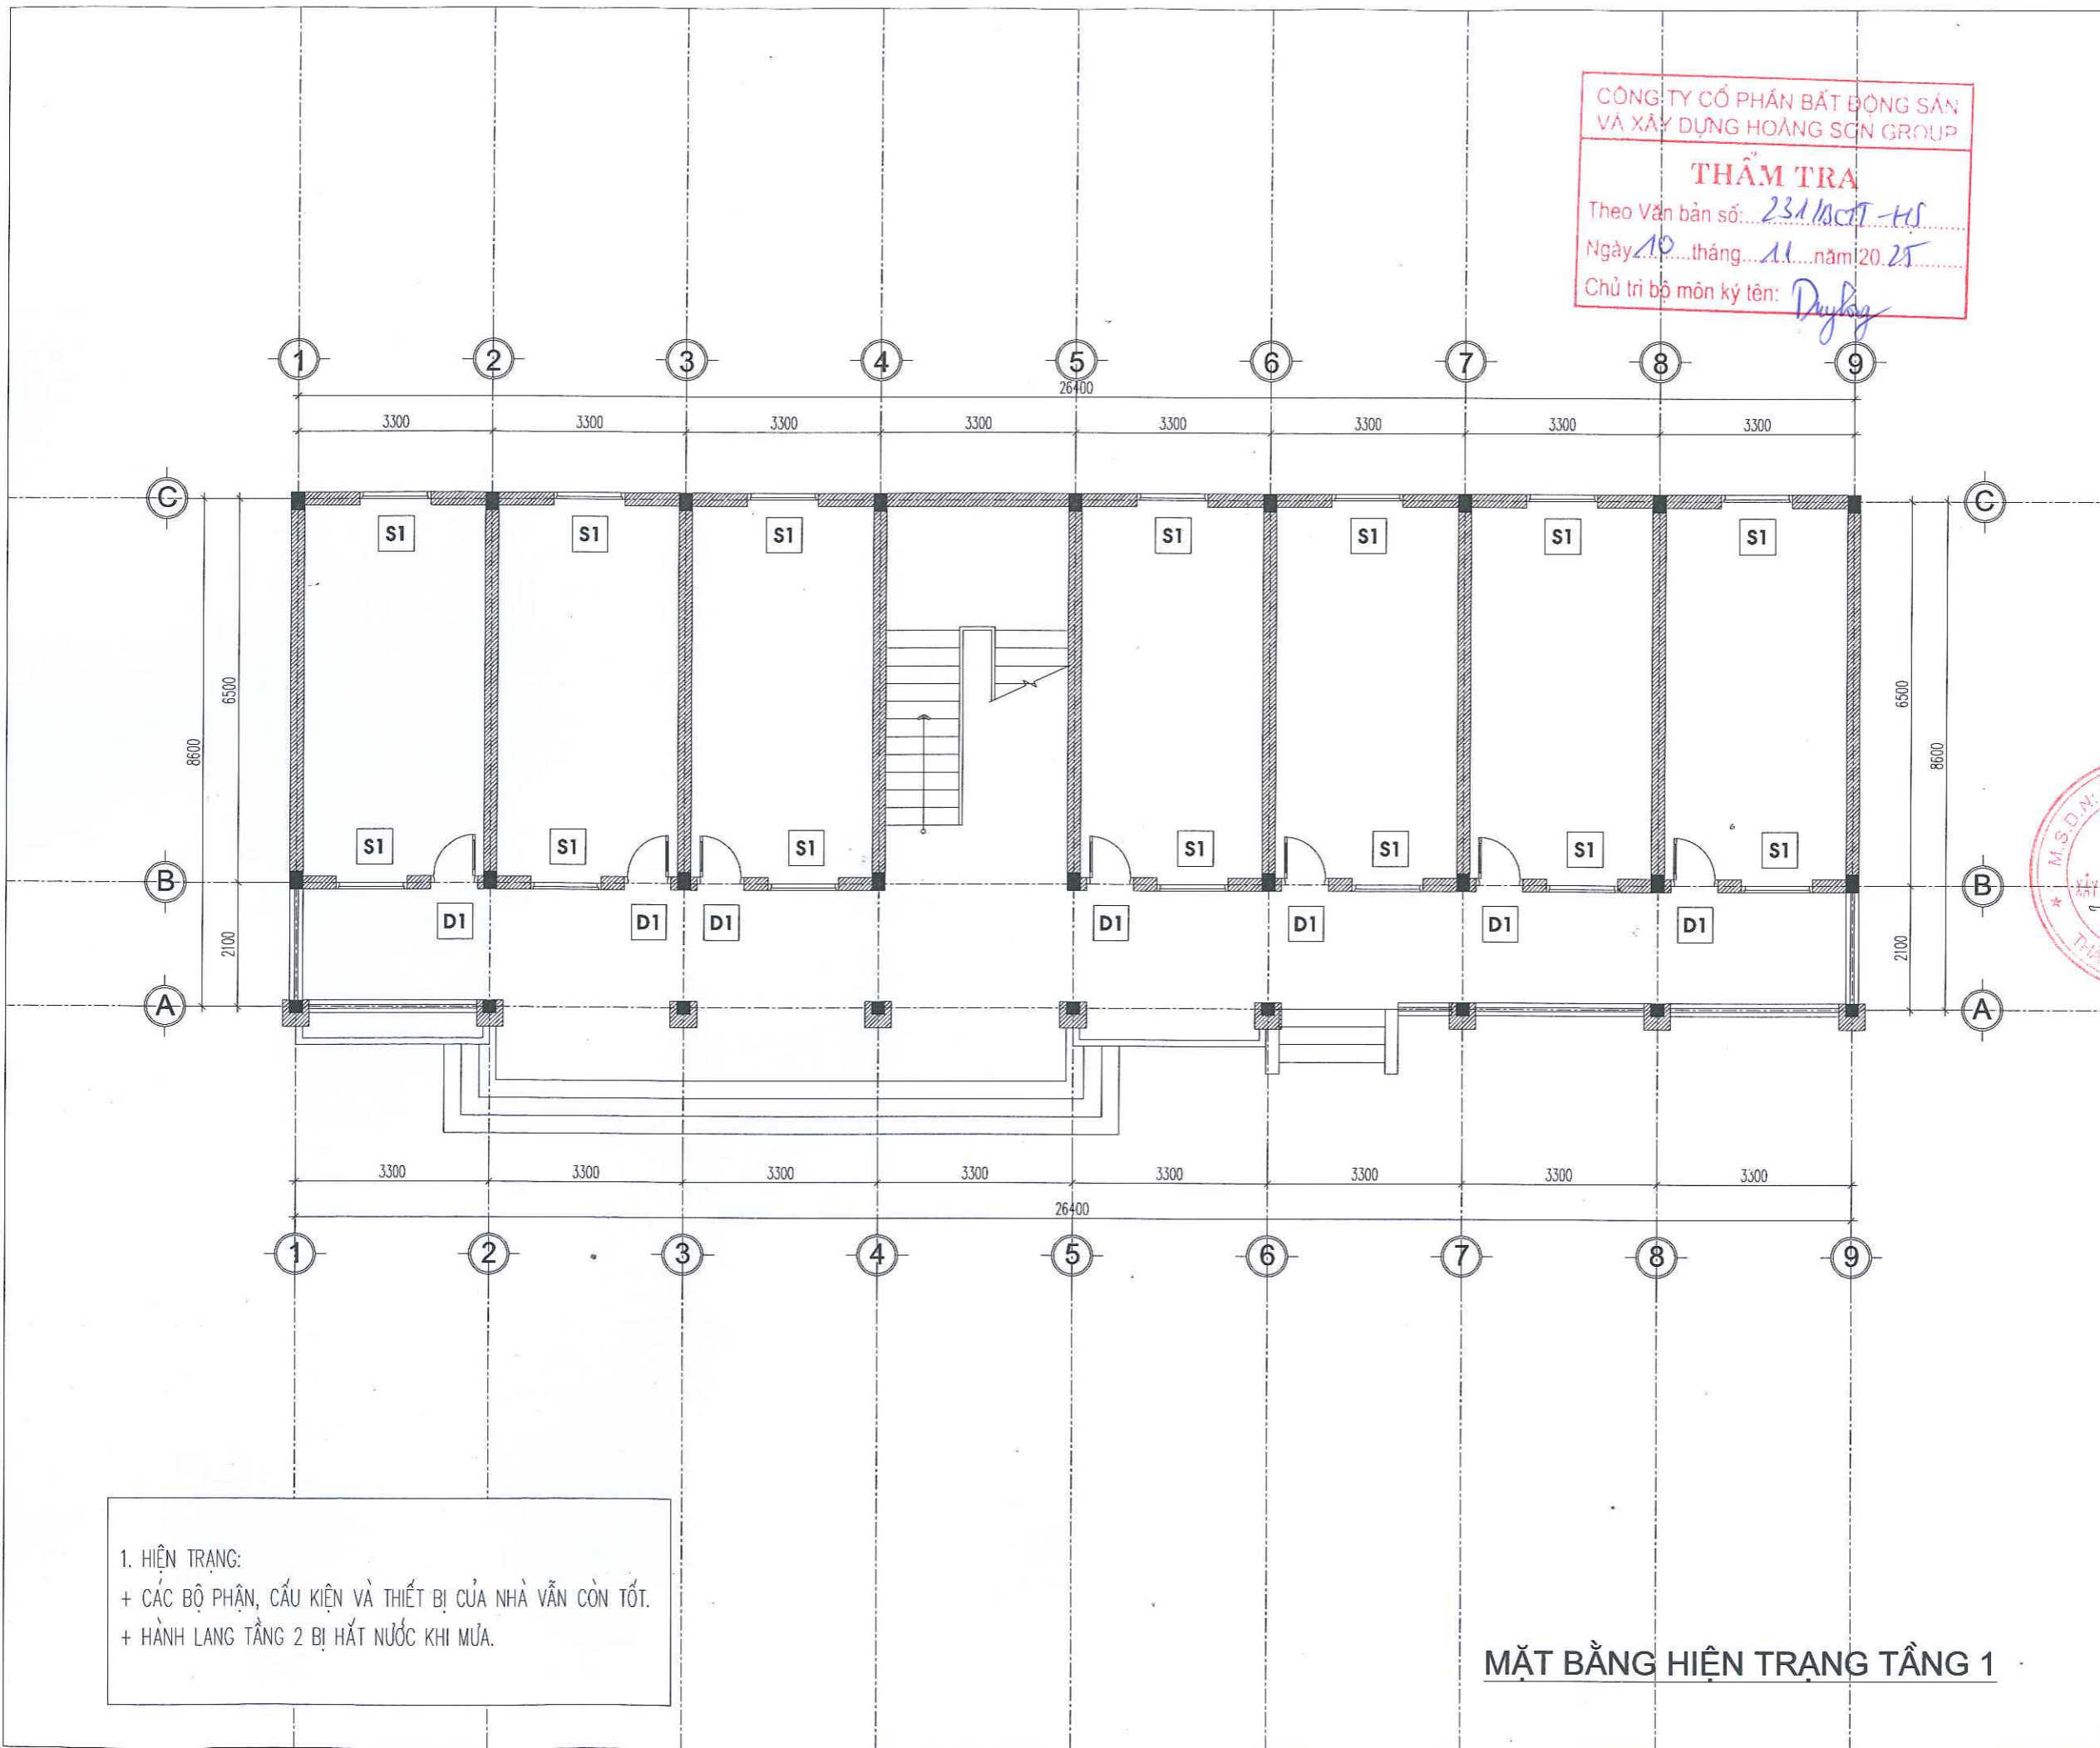 CÔNG TY CỔ PHẦN BẤT ĐỘNG SẢN
VÀ XÂY DỰNG HOÀNG SƠN GROUP
THẨM TRA
Theo Văn bản số: 231/BCTT-HS
Ngày 10 tháng 11 năm 20 25
Chủ trì bộ môn ký tên:
1 2 3 4 5 6 7 8 9
26400
3300 3300 3300 3300 3300 3300 3300 3300
C C
S1 S1 S1 S1 S1 S1 S1
6500 6500
8600 8600
S1 S1 S1 S1 S1 S1 S1
B B
M.S.D.N:
D1 D1 D1 D1 D1 D1 D1
2100 2100
A A
3300 3300 3300 3300 3300 3300 3300 3300
26400
1 2 3 4 5 6 7 8 9
1. HIỆN TRẠNG:
+ CÁC BỘ PHẬN, CẤU KIỆN VÀ THIẾT BỊ CỦA NHÀ VẪN CÒN TỐT.
+ HÀNH LANG TẦNG 2 BỊ HẮT NƯỚC KHI MƯA.
MẶT BẰNG HIỆN TRẠNG TẦNG 1